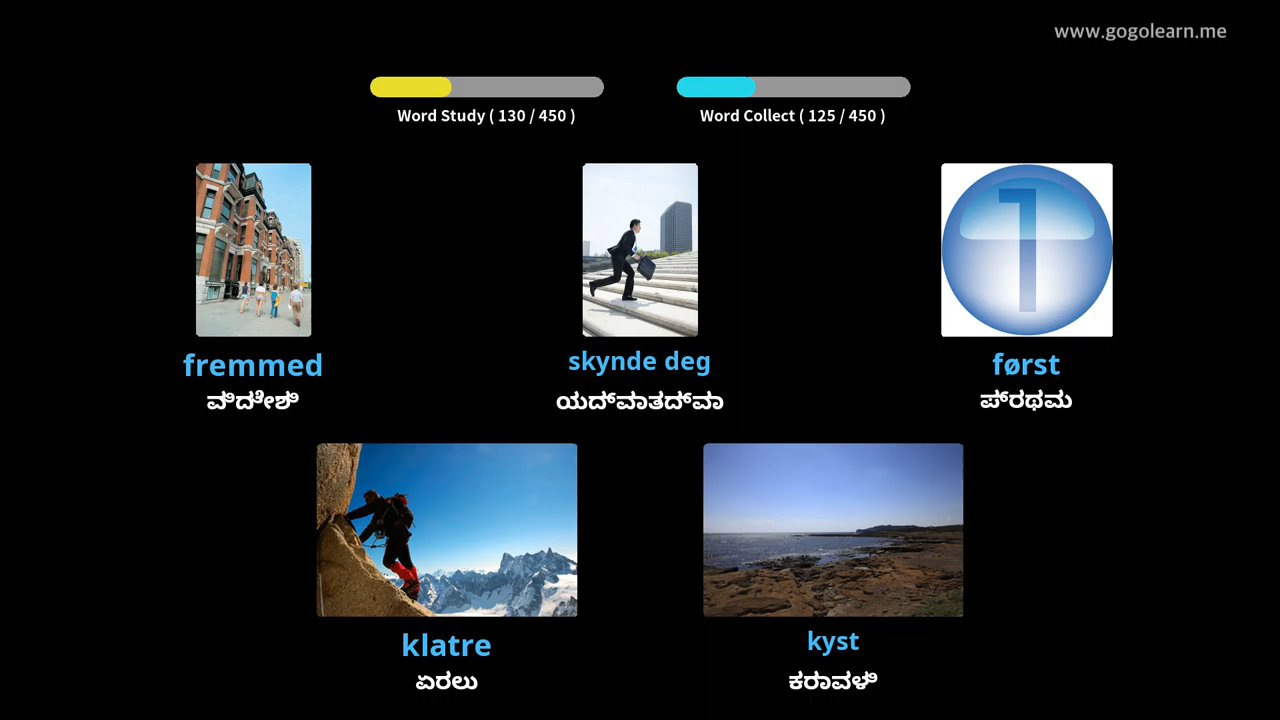 www.gogolearn.me
Word Study ( 130 / 450 )
Word Collect ( 125 / 450 )
fremmed
ವಿದೇಶಿ
skynde deg
ಯದ್ವಾತದ್ವಾ
først
ಪ್ರಥಮ
klatre
ಏರಲು
kyst
ಕರಾವಳಿ